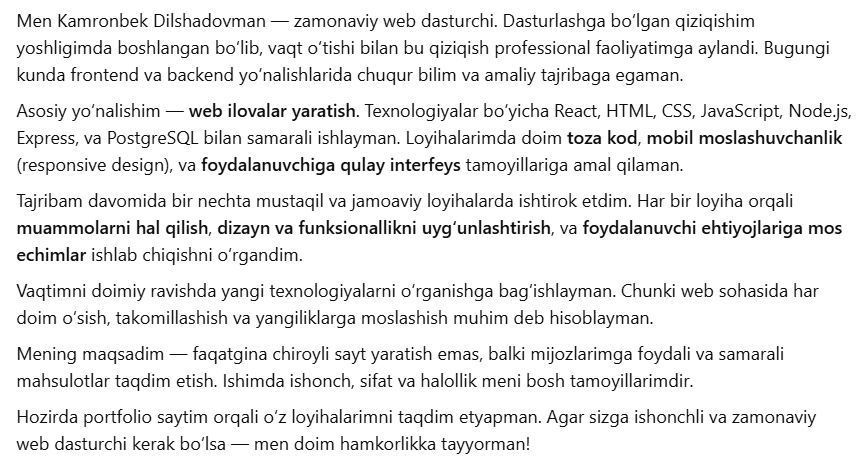 Men Kamronbek Dilshadovman — zamonaviy web dasturchi. Dasturlashga bo‘lgan qiziqishim
yoshligimda boshlangan bo‘lib, vaqt o‘tishi bilan bu qiziqish professional faoliyatimga aylandi. Bugungi
kunda frontend va backend yo‘nalishlarida chuqur bilim va amaliy tajribaga egaman.
Asosiy yo‘nalishim — web ilovalar yaratish. Texnologiyalar bo‘yicha React, HTML, CSS, JavaScript, Node.js,
Express, va PostgreSQL bilan samarali ishlayman. Loyihalarimda doim toza kod, mobil moslashuvchanlik
(responsive design), va foydalanuvchiga qulay interfeys tamoyillariga amal qilaman.
Tajribam davomida bir nechta mustaqil va jamoaviy loyihalarda ishtirok etdim. Har bir loyiha orqali
muammolarni hal qilish, dizayn va funksionallikni uyg‘unlashtirish, va foydalanuvchi ehtiyojlariga mos
echimlar ishlab chiqishni o‘rgandim.
Vaqtimni doimiy ravishda yangi texnologiyalarni o‘rganishga bag‘ishlayman. Chunki web sohasida har
doim o‘sish, takomillashish va yangiliklarga moslashish muhim deb hisoblayman.
Mening maqsadim — faqatgina chiroyli sayt yaratish emas, balki mijozlarimga foydali va samarali
mahsulotlar taqdim etish. Ishimda ishonch, sifat va halollik meni bosh tamoyillarimdir.
Hozirda portfolio saytim orqali o‘z loyihalarimni taqdim etyapman. Agar sizga ishonchli va zamonaviy
web dasturchi kerak bo‘lsa — men doim hamkorlikka tayyorman!